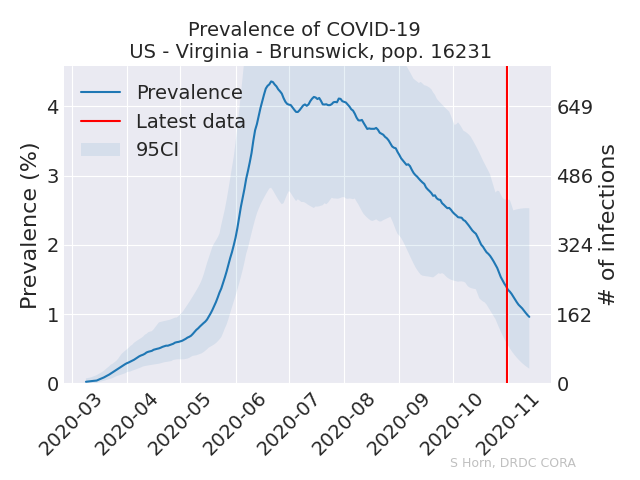 Prevalence of COVID-19
US - Virginia - Brunswick, pop. 16231
Prevalence
Latest data
95CI
Prevalence (%)
4
3
2
1
0
# of infections
649
486
324
162
0
2020-03
2020-04
2020-05
2020-06
2020-07
2020-08
2020-09
2020-10
2020-11
S Horn, DRDC CORA